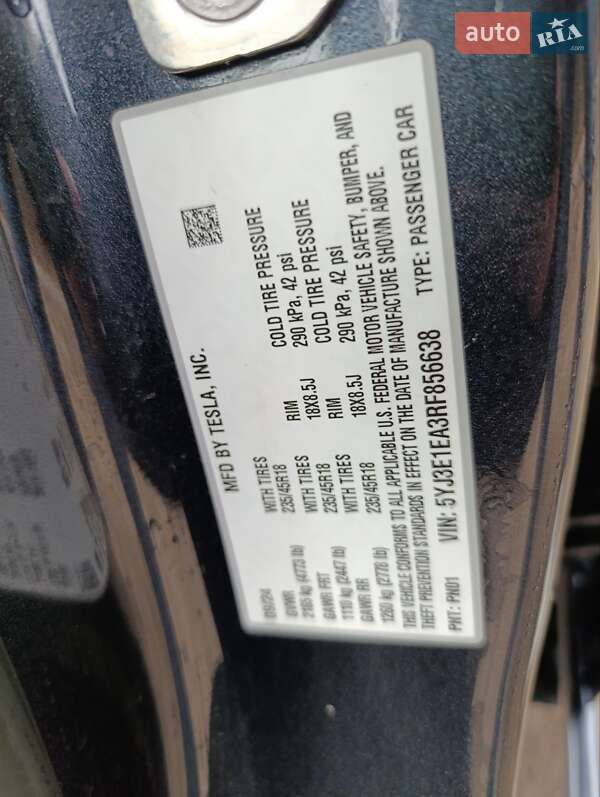 auto RIA
.com
MFD BY TESLA, INC.
09/24
GVWR WITH TIRES RIM COLD TIRE PRESSURE
2165 kg (4773 lb) 235/45R18 18X8.5J 290 kPa, 42 psi
GAWR FRT WITH TIRES RIM COLD TIRE PRESSURE
1110 kg (2447 lb) 235/45R18 18X8.5J 290 kPa, 42 psi
GAWR RR WITH TIRES RIM COLD TIRE PRESSURE
1260 kg (2778 lb) 235/45R18 18X8.5J 290 kPa, 42 psi
THIS VEHICLE CONFORMS TO ALL APPLICABLE U.S. FEDERAL MOTOR VEHICLE SAFETY, BUMPER, AND
THEFT PREVENTION STANDARDS IN EFFECT ON THE DATE OF MANUFACTURE SHOWN ABOVE.
PNT: PN01 VIN: 5YJ3E1EA3RF856638 TYPE: PASSENGER CAR